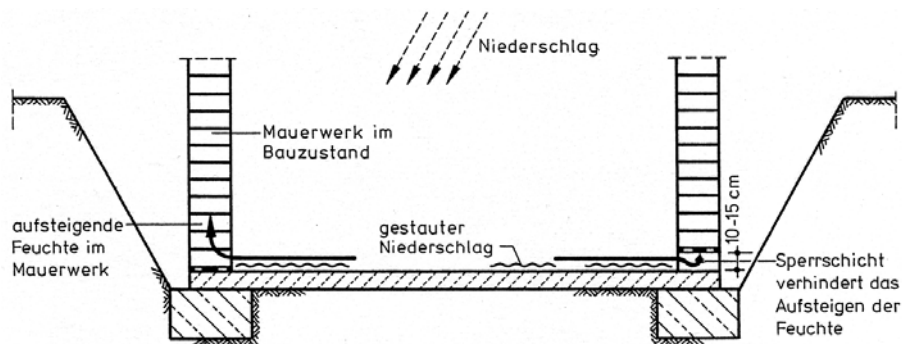 Niederschlag
Mauerwerk im
Bauzustand
aufsteigende
Feuchte im
Mauerwerk
gestauter
Niederschlag
10-15 cm
Sperrschicht
verhindert das
Aufsteigen der
Feuchte